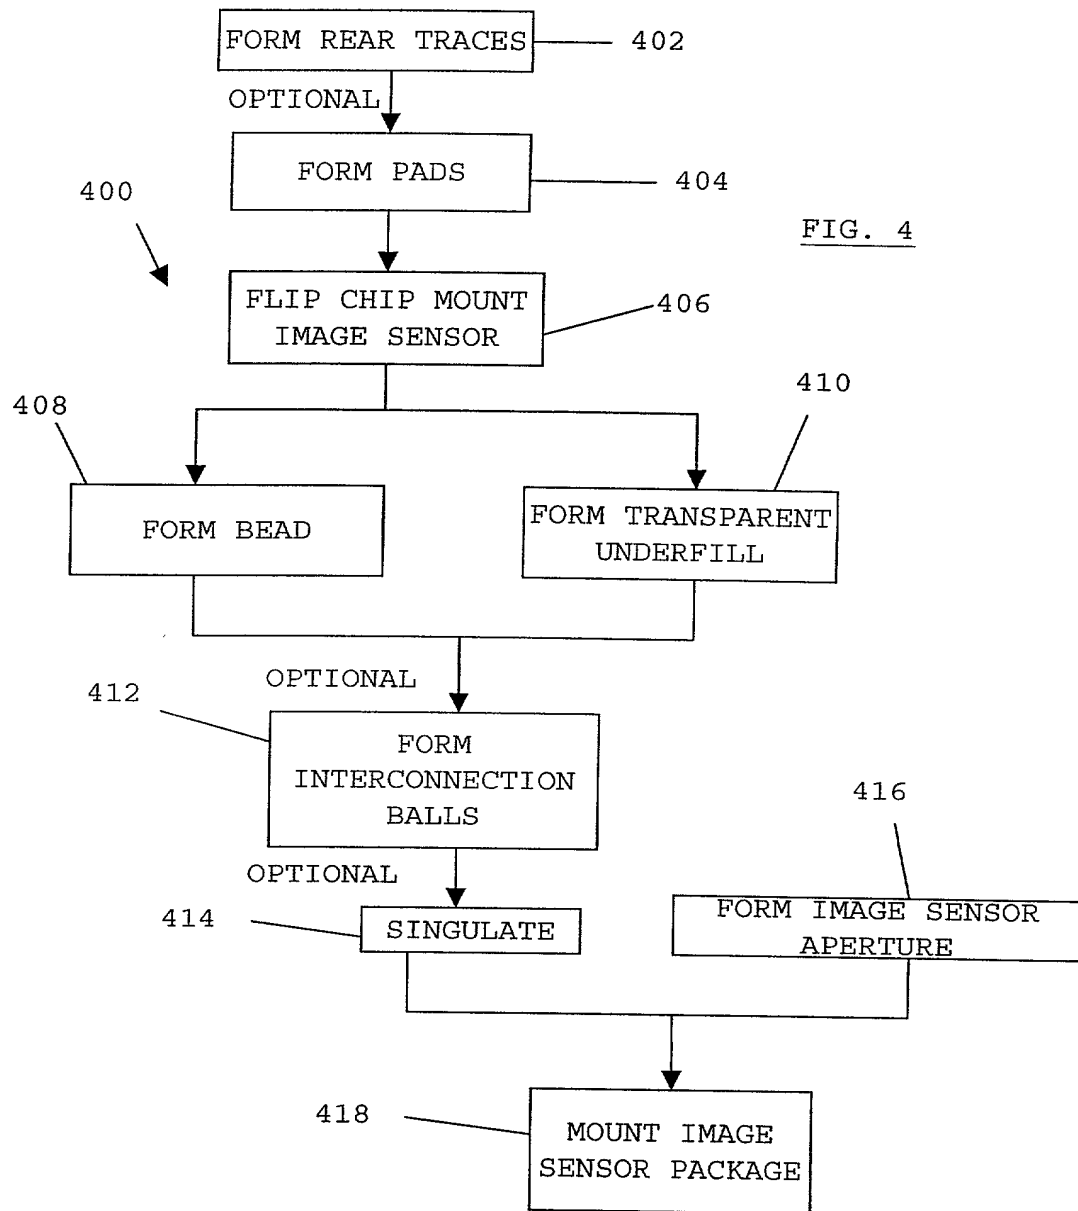 FORM REAR TRACES
402
OPTIONAL
FORM PADS
404
400
FIG. 4
FLIP CHIP MOUNT
IMAGE SENSOR
406
408
410
FORM BEAD
FORM TRANSPARENT
UNDERFILL
OPTIONAL
412
FORM
INTERCONNECTION
BALLS
416
OPTIONAL
414
SINGULATE
FORM IMAGE SENSOR
APERTURE
418
MOUNT IMAGE
SENSOR PACKAGE